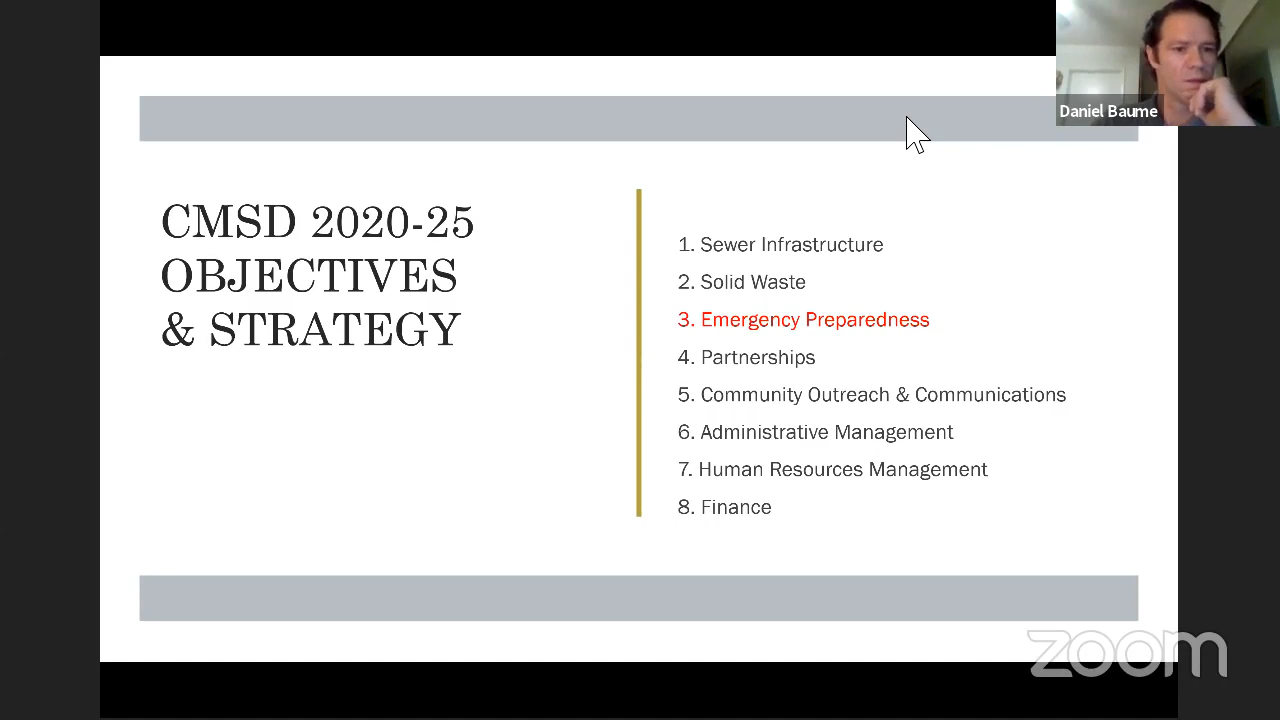 Daniel Baume
CMSD 2020-25
OBJECTIVES
& STRATEGY
1. Sewer Infrastructure
2. Solid Waste
3. Emergency Preparedness
4. Partnerships
5. Community Outreach & Communications
6. Administrative Management
7. Human Resources Management
8. Finance
zoom